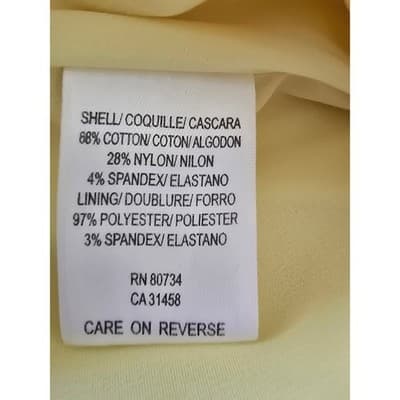 SHELL/ COQUILLE/ CASCARA
68% COTTON/ COTON/ ALGODON
28% NYLON/ NILON
4% SPANDEX/ ELASTANO
LINING/ DOUBLURE/ FORRO
97% POLYESTER/ POLIESTER
3% SPANDEX/ ELASTANO
RN 80734
CA 31458
CARE ON REVERSE